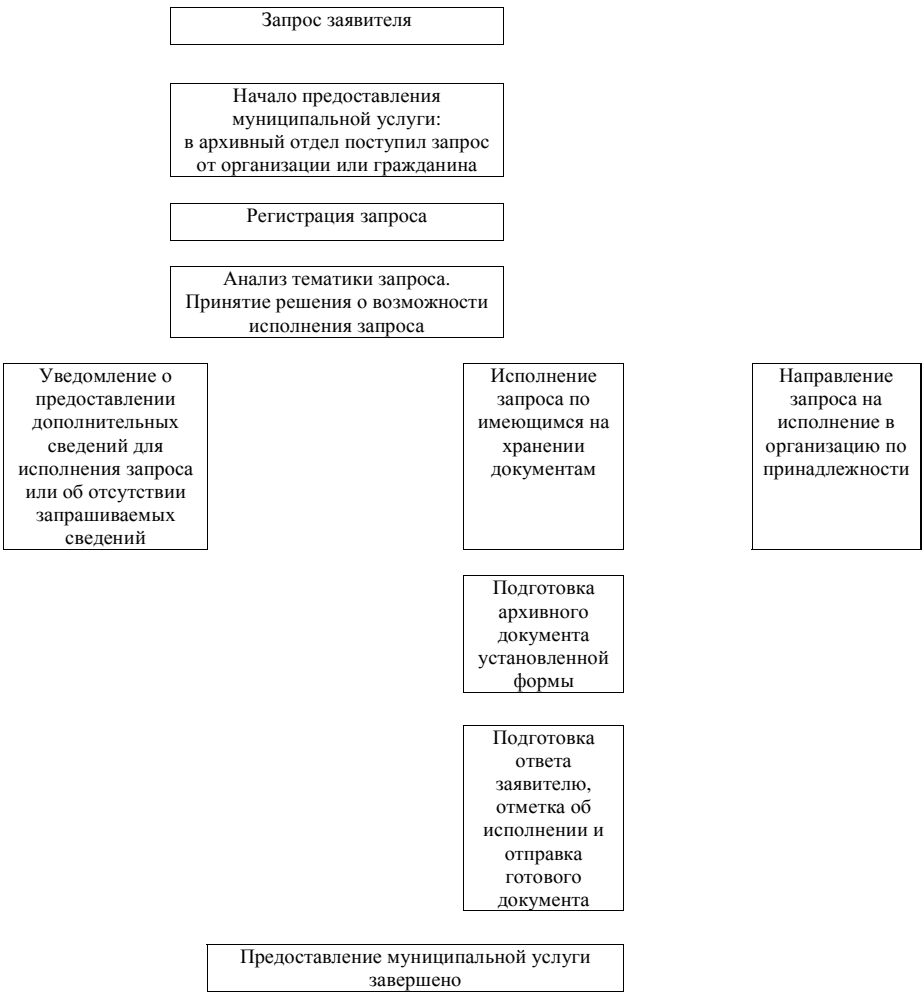 Запрос заявителя
Начало предоставления
муниципальной услуги:
в архивный отдел поступил запрос
от организации или гражданина
Регистрация запроса
Анализ тематики запроса.
Принятие решения о возможности
исполнения запроса
Уведомление о
предоставлении
дополнительных
сведений для
исполнения запроса
или об отсутствии
запрашиваемых
сведений
Исполнение
запроса по
имеющимся на
хранении
документам
Направление
запроса на
исполнение в
организацию по
принадлежности
Подготовка
архивного
документа
установленной
формы
Подготовка
ответа
заявителю,
отметка об
исполнении и
отправка
готового
документа
Предоставление муниципальной услуги
завершено